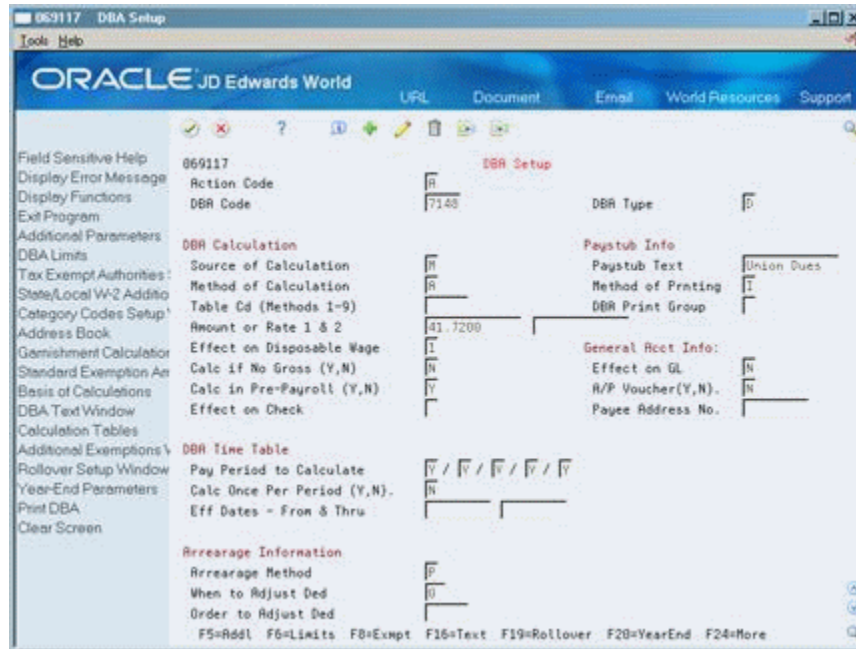 069117 DBA Setup
Tools Help
ORACLE JD Edwards World
URL Document Email World Resources Support
Field Sensitive Help
Display Error Message
Display Functions
Exit Program
Additional Parameters
DBA Limits
Tax Exempt Authorities
State/Local W-2 Additio
Category Codes Setup
Address Book
Garnishment Calculation
Standard Exemption Am
Basis of Calculations
DBA Text Window
Calculation Tables
Additional Exemptions
Rollover Setup Window
Year-End Parameters
Print DBA
Clear Screen
069117 DBA Setup
Action Code A
DBA Code 7148 DBA Type D
DBA Calculation Paystub Info
Source of Calculation M Paystub Text Union Dues
Method of Calculation A Method of Prnting I
Table Cd (Methods 1-9) DBA Print Group
Amount or Rate 1 & 2 41.7200
Effect on Disposable Wage 1 General Acct Info:
Calc if No Gross (Y,N) N Effect on GL N
Calc in Pre-Payroll (Y,N) Y A/P Voucher(Y,N). N
Effect on Check Payee Address No.
DBA Time Table
Pay Period to Calculate Y / Y / Y / Y / Y
Calc Once Per Period (Y,N). N
Eff Dates - From & Thru
Arrearage Information
Arrearage Method P
When to Adjust Ded 0
Order to Adjust Ded
F5=Addl F6=Limits F8=Exmpt F16=Text F19=Rollover F20=YearEnd F24=More